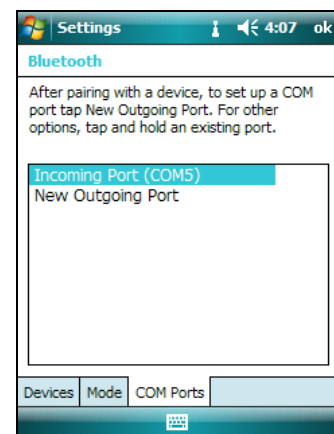 Settings 4:07 ok
Bluetooth
After pairing with a device, to set up a COM
port tap New Outgoing Port. For other
options, tap and hold an existing port.
Incoming Port (COM5)
New Outgoing Port
Devices Mode COM Ports